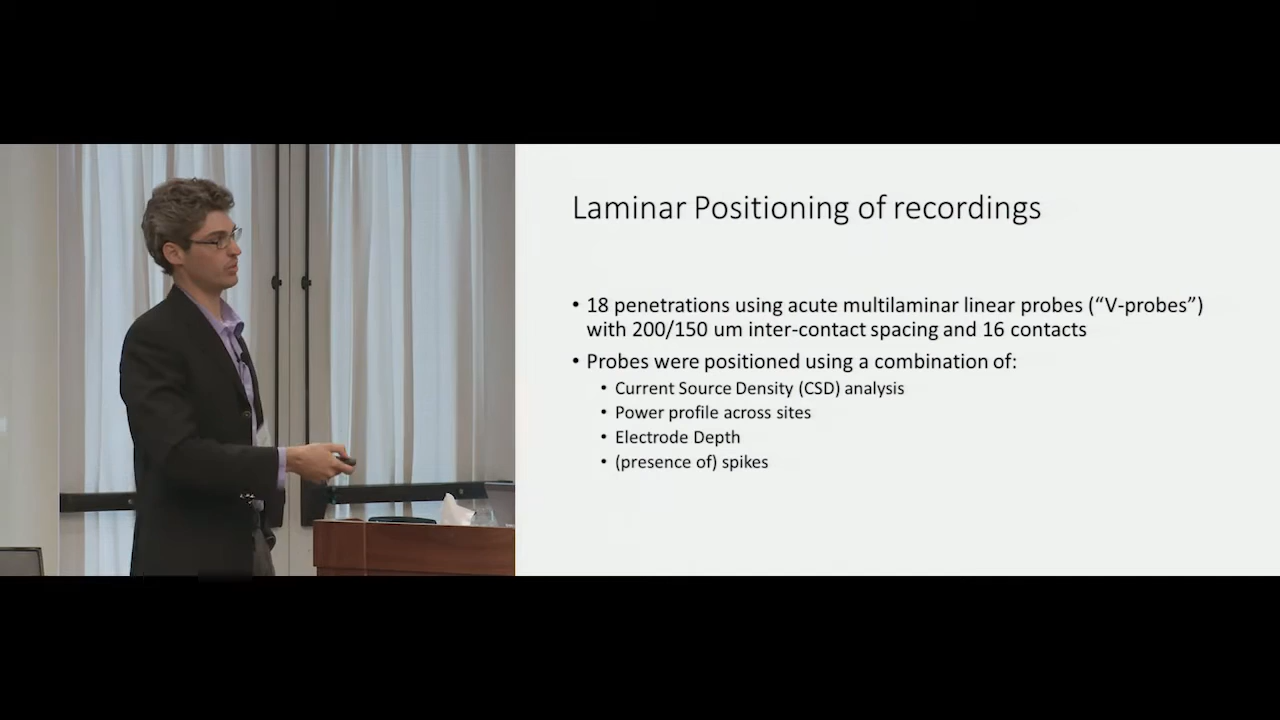 Laminar Positioning of recordings
• 18 penetrations using acute multilaminar linear probes (“V-probes”)
with 200/150 um inter-contact spacing and 16 contacts
• Probes were positioned using a combination of:
• Current Source Density (CSD) analysis
• Power profile across sites
• Electrode Depth
• (presence of) spikes